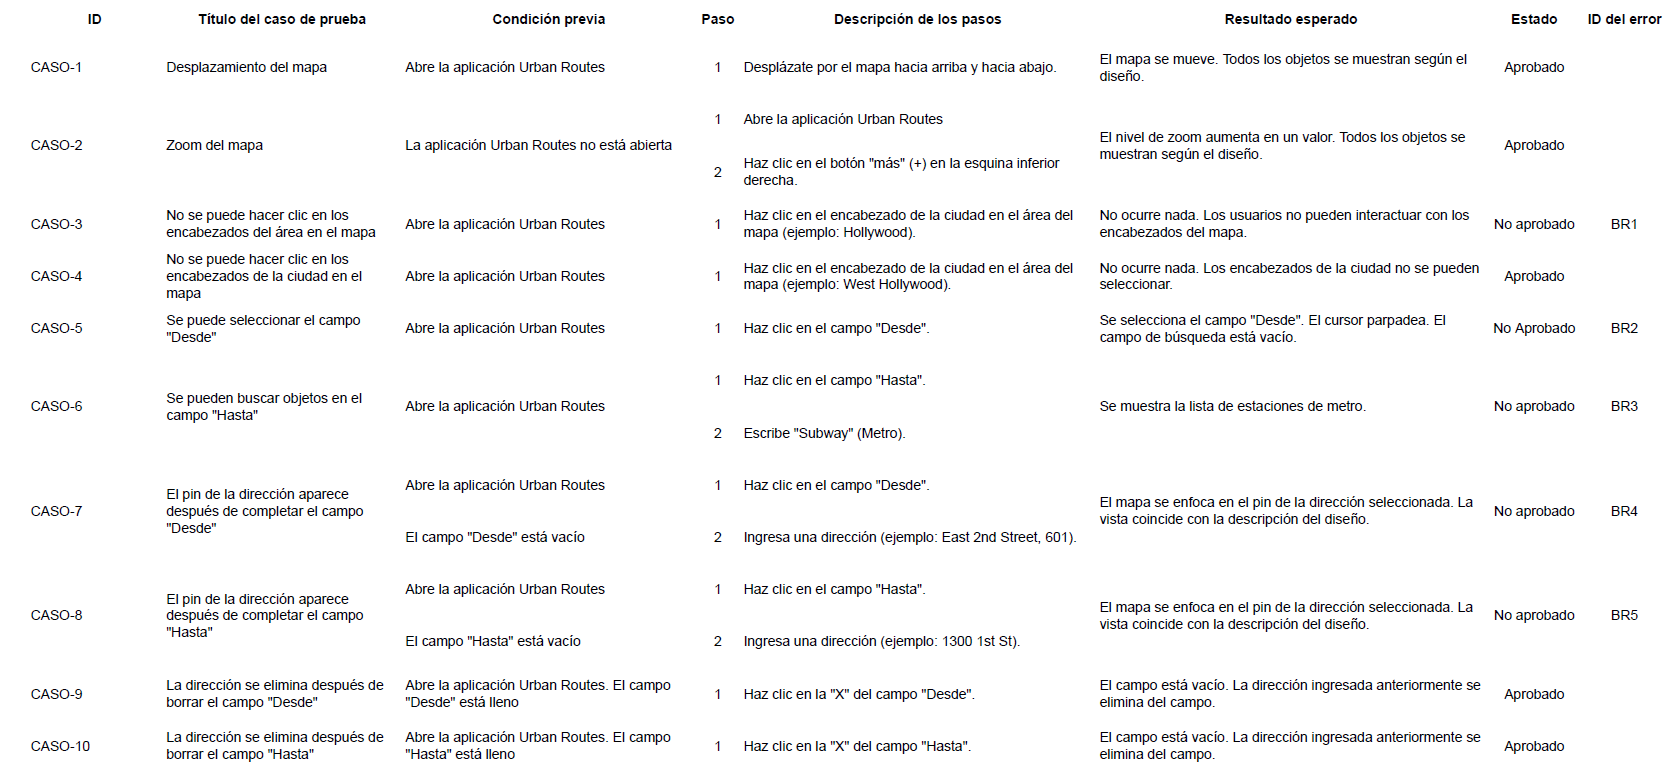 ID Título del caso de prueba Condición previa Paso Descripción de los pasos Resultado esperado Estado ID del error
CASO-1 Desplazamiento del mapa Abre la aplicación Urban Routes 1 Desplázate por el mapa hacia arriba y hacia abajo. El mapa se mueve. Todos los objetos se muestran según el
diseño. Aprobado
CASO-2 Zoom del mapa La aplicación Urban Routes no está abierta
1 Abre la aplicación Urban Routes
2 Haz clic en el botón "más" (+) en la esquina inferior
derecha.
El nivel de zoom aumenta en un valor. Todos los objetos se
muestran según el diseño. Aprobado
CASO-3 No se puede hacer clic en los
encabezados del área en el mapa
Abre la aplicación Urban Routes
1 Haz clic en el encabezado de la ciudad en el área del
mapa (ejemplo: Hollywood).
No ocurre nada. Los usuarios no pueden interactuar con los
encabezados del mapa.
No aprobado BR1
CASO-4 No se puede hacer clic en los
encabezados de la ciudad en el
mapa
Abre la aplicación Urban Routes
1 Haz clic en el encabezado de la ciudad en el área del
mapa (ejemplo: West Hollywood).
No ocurre nada. Los encabezados de la ciudad no se pueden
seleccionar.
Aprobado
CASO-5 Se puede seleccionar el campo
"Desde"
Abre la aplicación Urban Routes
1 Haz clic en el campo "Desde".
Se selecciona el campo "Desde". El cursor parpadea. El
campo de búsqueda está vacío.
No Aprobado BR2
CASO-6 Se pueden buscar objetos en el
campo "Hasta"
Abre la aplicación Urban Routes
1 Haz clic en el campo "Hasta".
2 Escribe "Subway" (Metro).
Se muestra la lista de estaciones de metro.
No aprobado BR3
CASO-7 El pin de la dirección aparece
después de completar el campo
"Desde"
Abre la aplicación Urban Routes
El campo "Desde" está vacío
1 Haz clic en el campo "Desde".
2 Ingresa una dirección (ejemplo: East 2nd Street, 601).
El mapa se enfoca en el pin de la dirección seleccionada. La
vista coincide con la descripción del diseño.
No aprobado BR4
CASO-8 El pin de la dirección aparece
después de completar el campo
"Hasta"
Abre la aplicación Urban Routes
El campo "Hasta" está vacío
1 Haz clic en el campo "Hasta".
2 Ingresa una dirección (ejemplo: 1300 1st St).
El mapa se enfoca en el pin de la dirección seleccionada. La
vista coincide con la descripción del diseño.
No aprobado BR5
CASO-9 La dirección se elimina después de
borrar el campo "Desde"
Abre la aplicación Urban Routes. El campo
"Desde" está lleno
1 Haz clic en la "X" del campo "Desde".
El campo está vacío. La dirección ingresada anteriormente se
elimina del campo.
Aprobado
CASO-10 La dirección se elimina después de
borrar el campo "Hasta"
Abre la aplicación Urban Routes. El campo
"Hasta" está lleno
1 Haz clic en la "X" del campo "Hasta".
El campo está vacío. La dirección ingresada anteriormente se
elimina del campo.
Aprobado